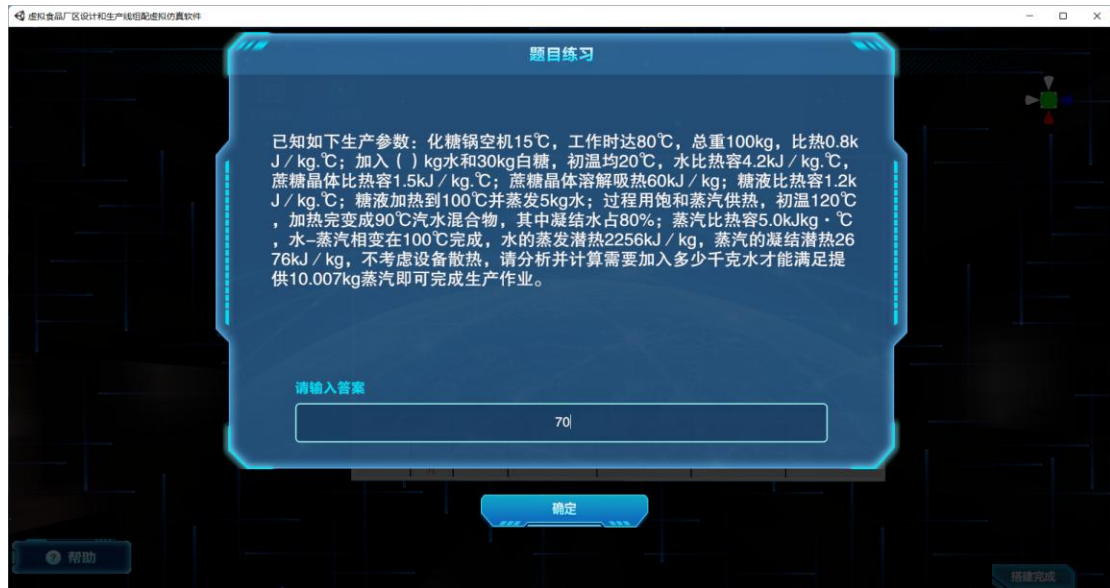 虚拟食品厂区设计和生产线组配虚拟仿真软件
题目练习
已知如下生产参数：化糖锅空机15℃，工作时达80℃，总重100kg，比热0.8k
J／kg.℃；加入（ ）kg水和30kg白糖，初温均20℃，水比热容4.2kJ／kg.℃，
蔗糖晶体比热容1.5kJ／kg.℃；蔗糖晶体溶解吸热60kJ／kg；糖液比热容1.2k
J／kg.℃；糖液加热到100℃并蒸发5kg水；过程用饱和蒸汽供热，初温120℃
，加热完变成90℃汽水混合物，其中凝结水占80%；蒸汽比热容5.0kJkg·℃
，水-蒸汽相变在100℃完成，水的蒸发潜热2256kJ／kg，蒸汽的凝结潜热26
76kJ／kg，不考虑设备散热，请分析并计算需要加入多少千克水才能满足提
供10.007kg蒸汽即可完成生产作业。
请输入答案
70
确定
? 帮助
搭建完成